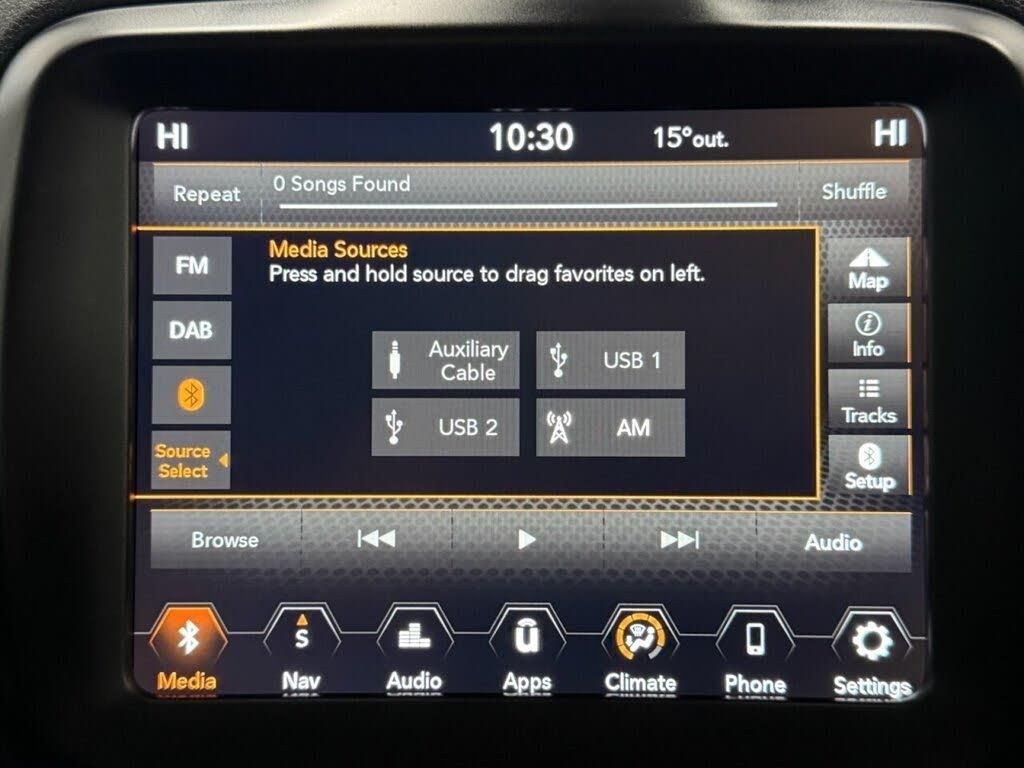 HI 10:30 15°out. HI
Repeat 0 Songs Found Shuffle
Media Sources
Press and hold source to drag favorites on left.
FM
DAB
Source
Select
Auxiliary
Cable
USB 1
USB 2
AM
Map
Info
Tracks
Setup
Browse Audio
S
Media Nav Audio Apps Climate Phone Settings